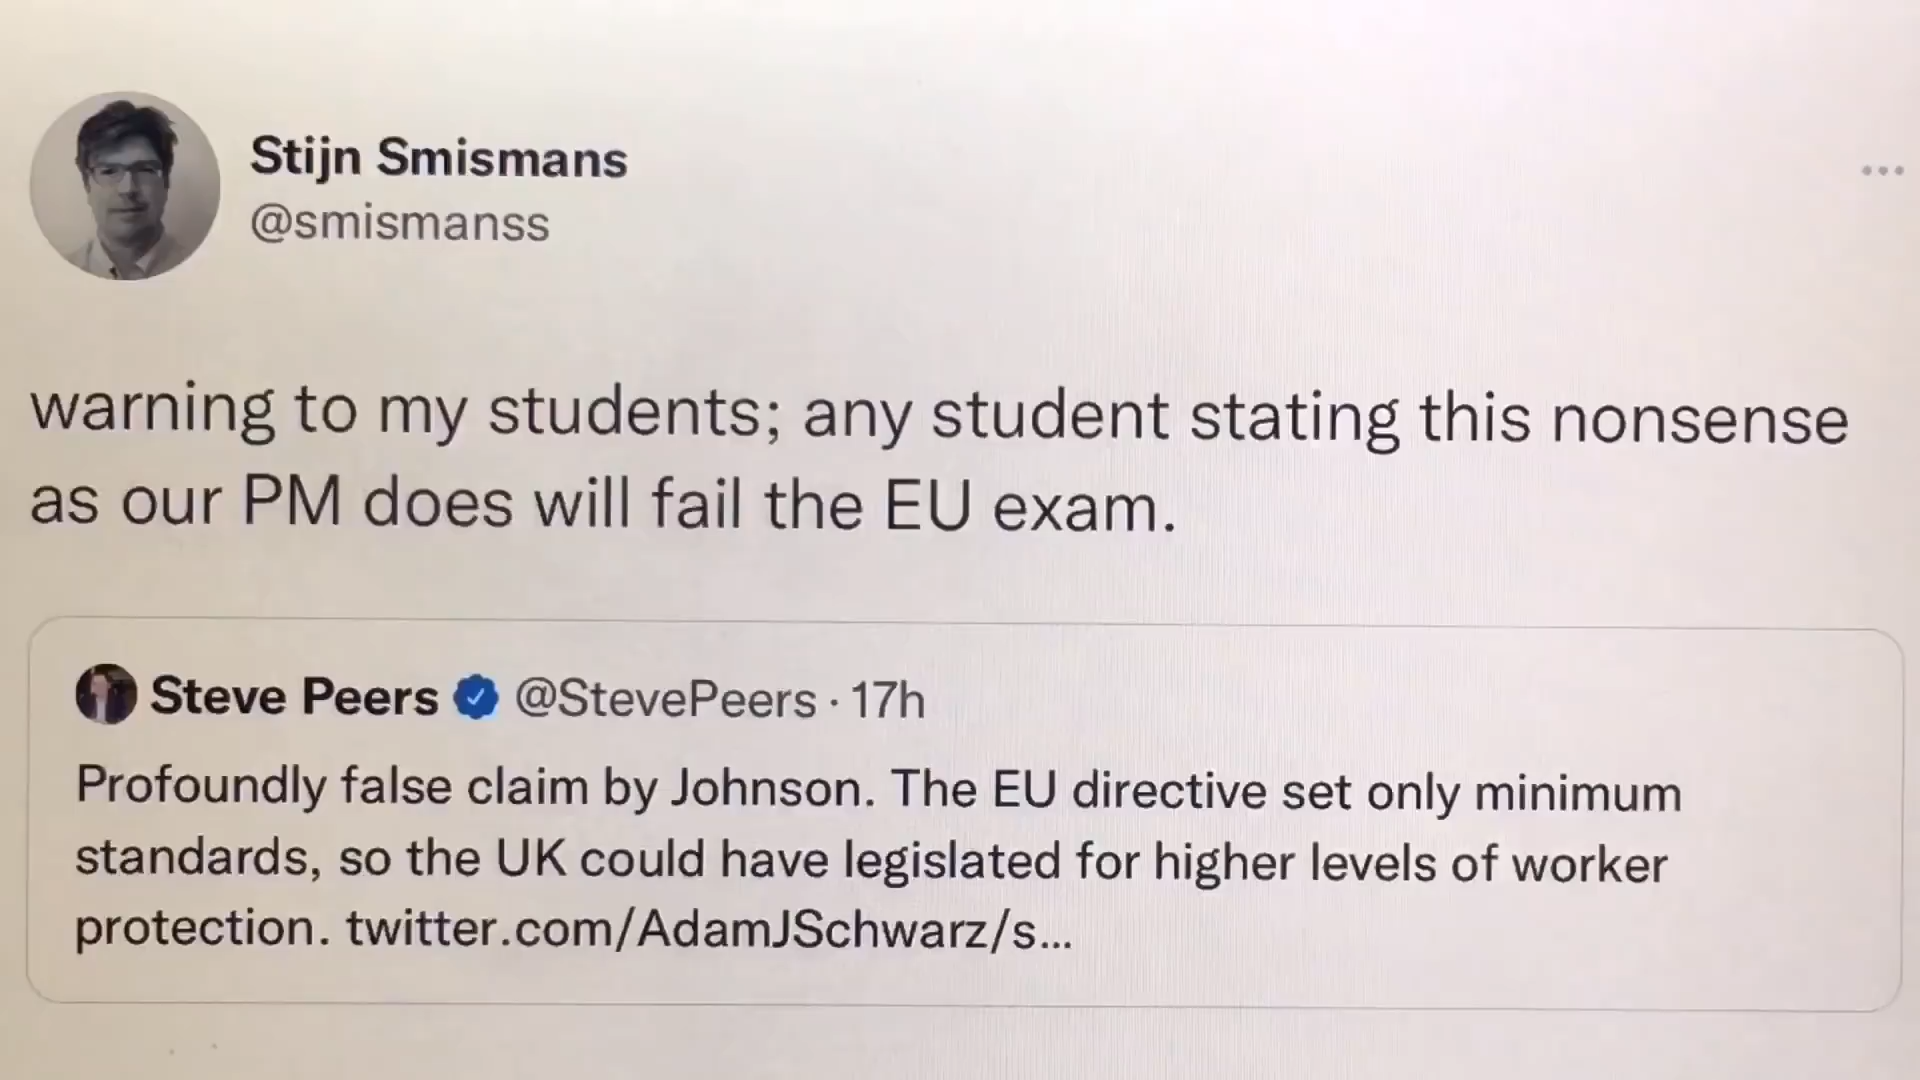 Stijn Smismans
@smismanss
warning to my students; any student stating this nonsense
as our PM does will fail the EU exam.
Steve Peers @StevePeers · 17h
Profoundly false claim by Johnson. The EU directive set only minimum
standards, so the UK could have legislated for higher levels of worker
protection. twitter.com/AdamJSchwarz/s...